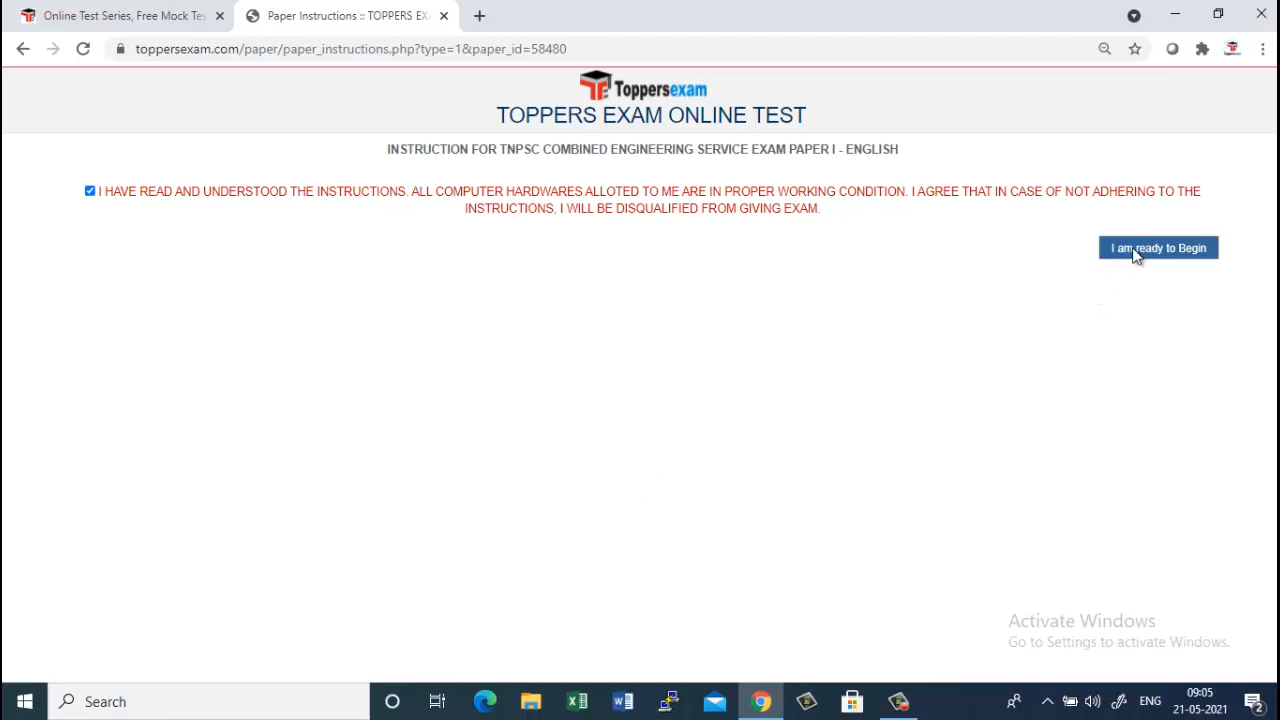 Online Test Series, Free Mock Tes
Paper Instructions :: TOPPERS EX
toppersexam.com/paper/paper_instructions.php?type=1&paper_id=58480
Toppersexam
TOPPERS EXAM ONLINE TEST
INSTRUCTION FOR TNPSC COMBINED ENGINEERING SERVICE EXAM PAPER I - ENGLISH
I HAVE READ AND UNDERSTOOD THE INSTRUCTIONS. ALL COMPUTER HARDWARES ALLOTED TO ME ARE IN PROPER WORKING CONDITION. I AGREE THAT IN CASE OF NOT ADHERING TO THE
INSTRUCTIONS, I WILL BE DISQUALIFIED FROM GIVING EXAM.
I am ready to Begin
Activate Windows
Go to Settings to activate Windows.
Search
ENG
09:05
21-05-2021
2